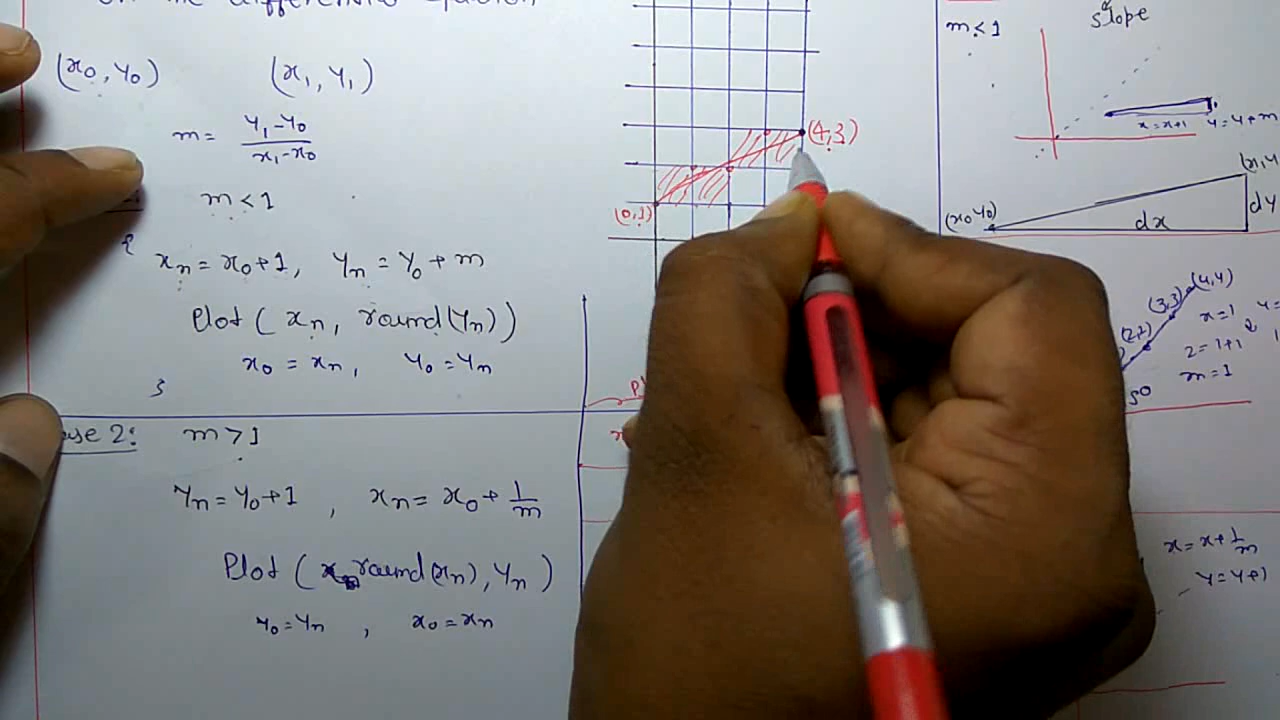 (x0, y0) (x1, y1)
m = y1-y0 / x1-x0
m < 1
{
xn = x0+1, yn = y0 + m
Plot ( xn, round(yn) )
x0 = xn, y0 = yn
}
2:
m > 1
yn = y0+1 , xn = x0 + 1/m
Plot ( round(xn), yn )
y0 = yn , x0 = xn
(4,3)
(0,1)
m < 1
slope
x = x+1 y = y + m
(x0 y0)
dx
dy
(4,4)
(3,3)
(2,2)
x = 1
2 = 1+1
m = 1
x = x + 1/m
y = y+1